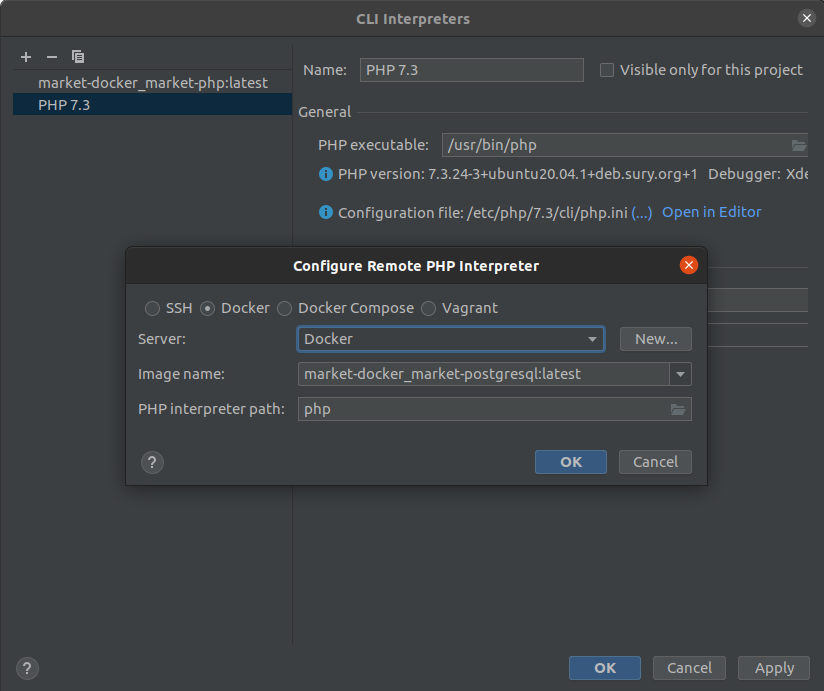 CLI Interpreters
market-docker_market-php:latest
PHP 7.3
Name: PHP 7.3 Visible only for this project
General
PHP executable: /usr/bin/php
PHP version: 7.3.24-3+ubuntu20.04.1+deb.sury.org+1 Debugger: Xde
Configuration file: /etc/php/7.3/cli/php.ini (...) Open in Editor
Configure Remote PHP Interpreter
SSH Docker Docker Compose Vagrant
Server: Docker New...
Image name: market-docker_market-postgresql:latest
PHP interpreter path: php
? OK Cancel
? OK Cancel Apply